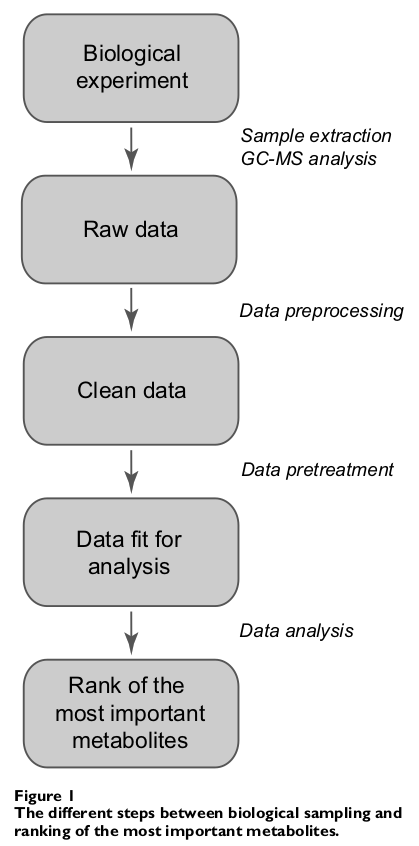 Biological
experiment
Sample extraction
GC-MS analysis
Raw data
Data preprocessing
Clean data
Data pretreatment
Data fit for
analysis
Data analysis
Rank of the
most important
metabolites
Figure 1
The different steps between biological sampling and
ranking of the most important metabolites.